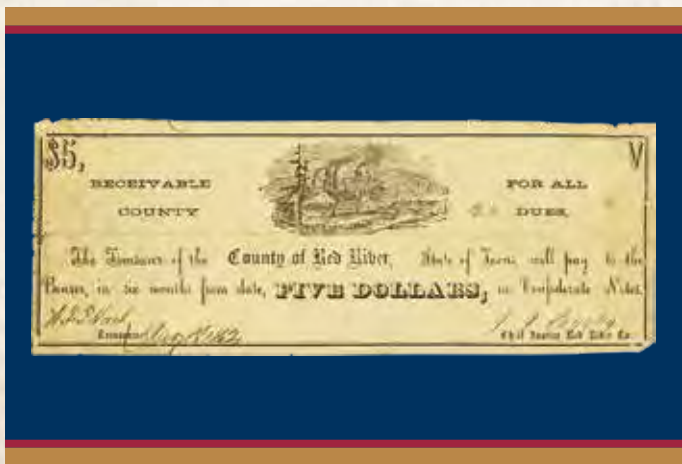 $5, V
RECEIVABLE FOR ALL
COUNTY DUES,
The Treasurer of the County of Red River, State of Texas will pay to the
Bearer, in six months from date, FIVE DOLLARS, in Confederate Notes.
Treasurer 1862 Chief Justice Red River Co.